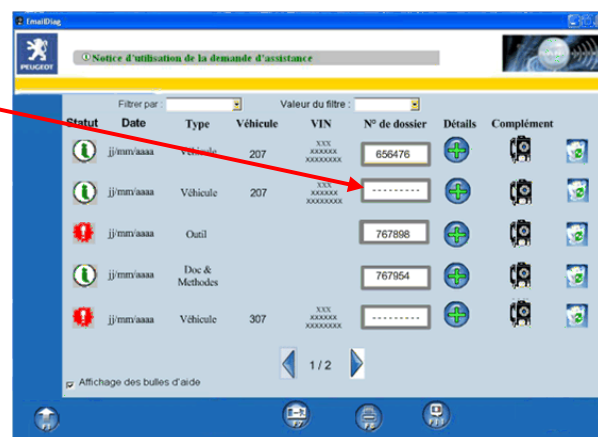 EmailDiag
PEUGEOT
Notice d'utilisation de la demande d'assistance
Filtrer par : Valeur du filtre :
Statut Date Type Véhicule VIN N° de dossier Détails Complément
jj/mm/aaaa Véhicule 207 xxx xxxxxx xxxxxxxx 656476
jj/mm/aaaa Véhicule 207 xxx xxxxxx xxxxxxxx ---------
jj/mm/aaaa Outil 767898
jj/mm/aaaa Doc & Methodes 767954
jj/mm/aaaa Véhicule 307 xxx xxxxxx xxxxxxxx ---------
1 / 2
Affichage des bulles d'aide